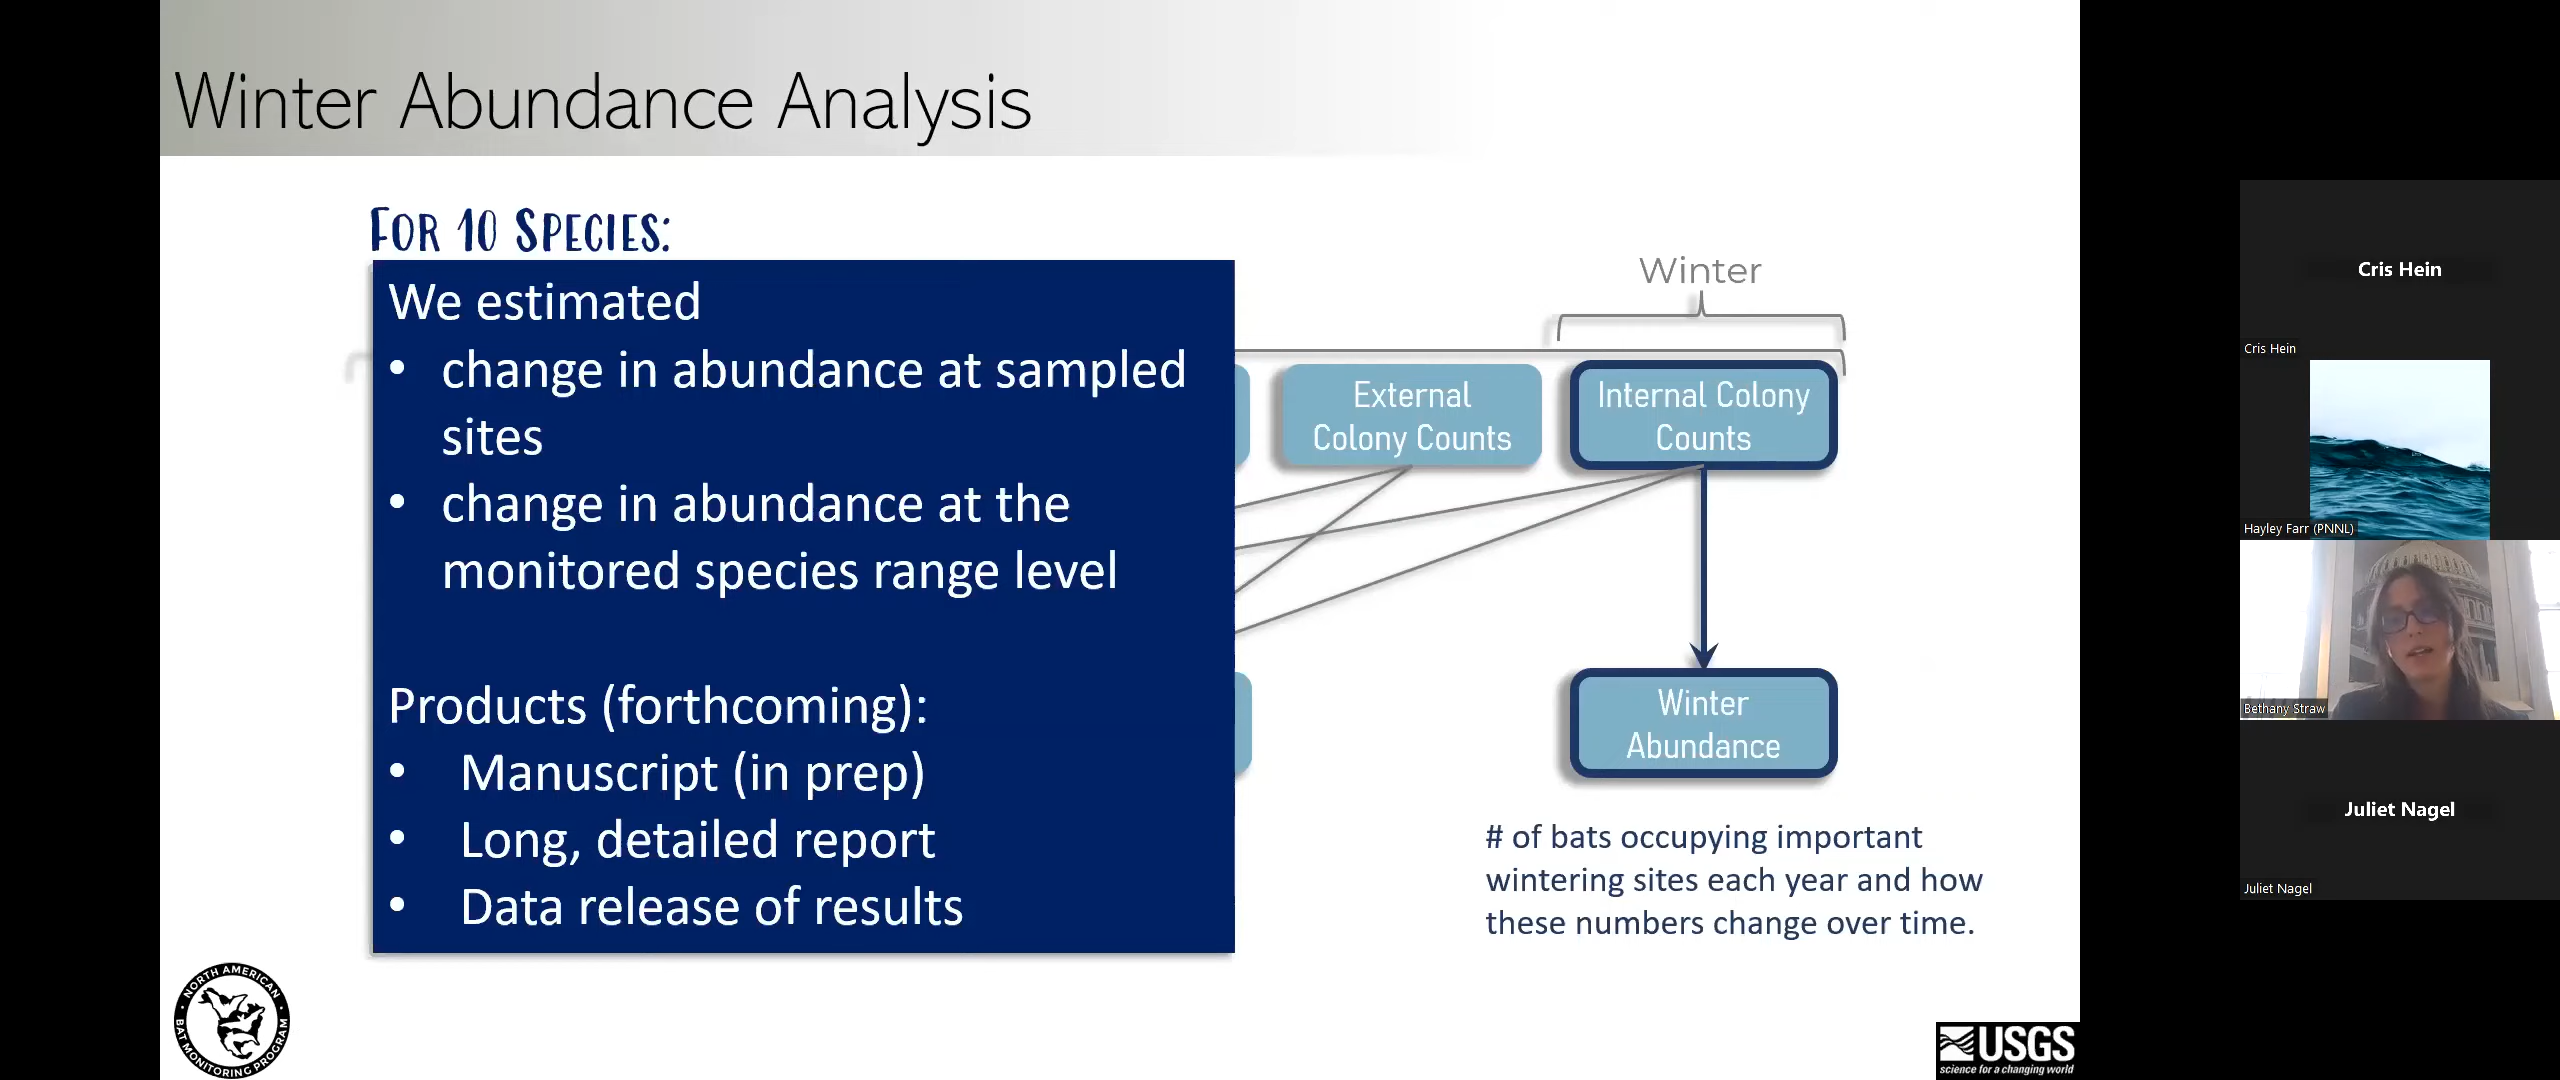 Winter Abundance Analysis
FOR 10 SPECIES:
We estimated
• change in abundance at sampled
sites
• change in abundance at the
monitored species range level
Products (forthcoming):
• Manuscript (in prep)
• Long, detailed report
• Data release of results
Winter
External
Colony Counts
Internal Colony
Counts
Winter
Abundance
# of bats occupying important
wintering sites each year and how
these numbers change over time.
NORTH AMERICAN
BAT MONITORING PROGRAM
USGS
science for a changing world
Cris Hein
Cris Hein
Hayley Farr (PNNL)
Bethany Straw
Juliet Nagel
Juliet Nagel